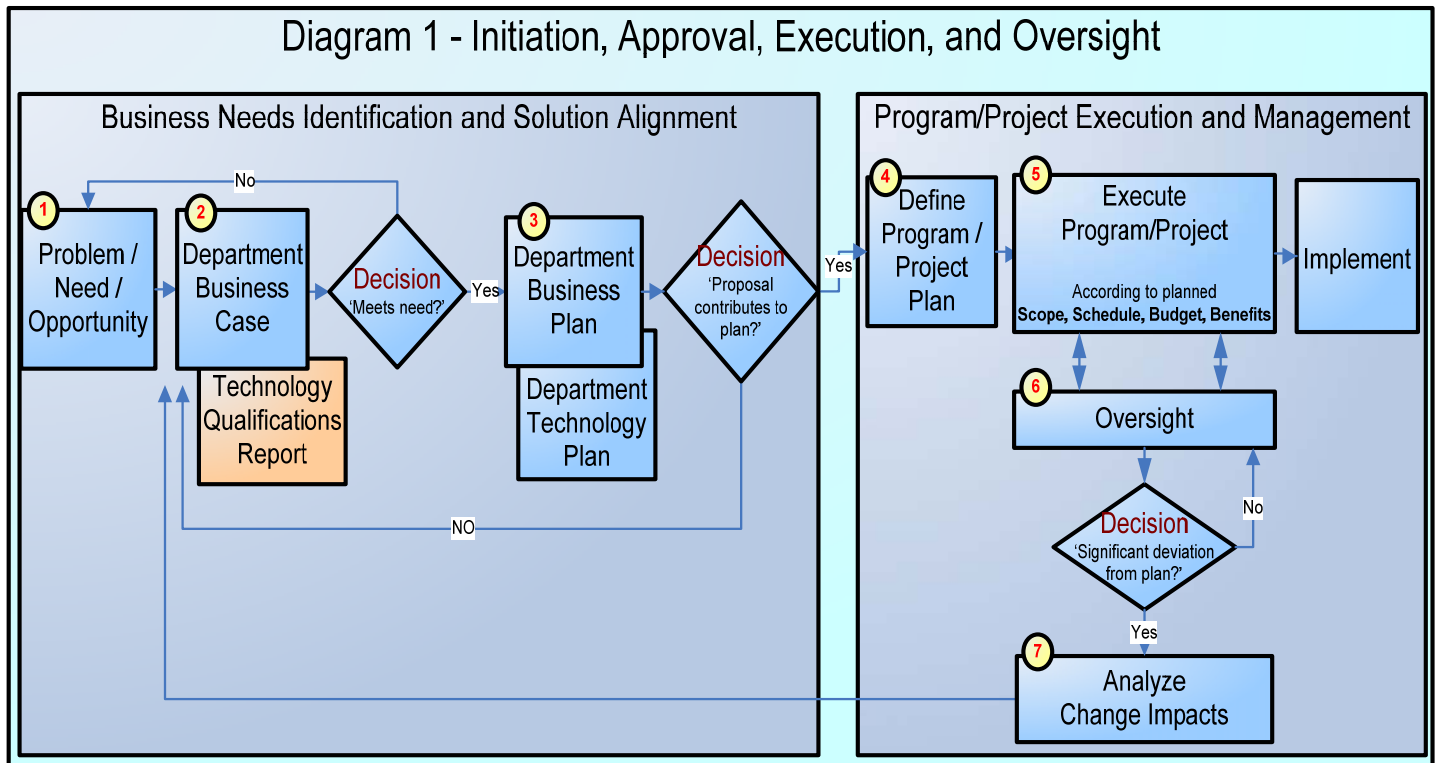 Diagram 1 - Initiation, Approval, Execution, and Oversight
Business Needs Identification and Solution Alignment
No
1
Problem /
Need /
Opportunity
2
Department
Business
Case
Technology
Qualifications
Report
Decision
‘Meets need?’
Yes
3
Department
Business
Plan
Department
Technology
Plan
Decision
‘Proposal
contributes to
plan?’
NO
Yes
Program/Project Execution and Management
4
Define
Program /
Project
Plan
5
Execute
Program/Project
According to planned
Scope, Schedule, Budget, Benefits
Implement
6
Oversight
Decision
‘Significant deviation
from plan?’
No
Yes
7
Analyze
Change Impacts